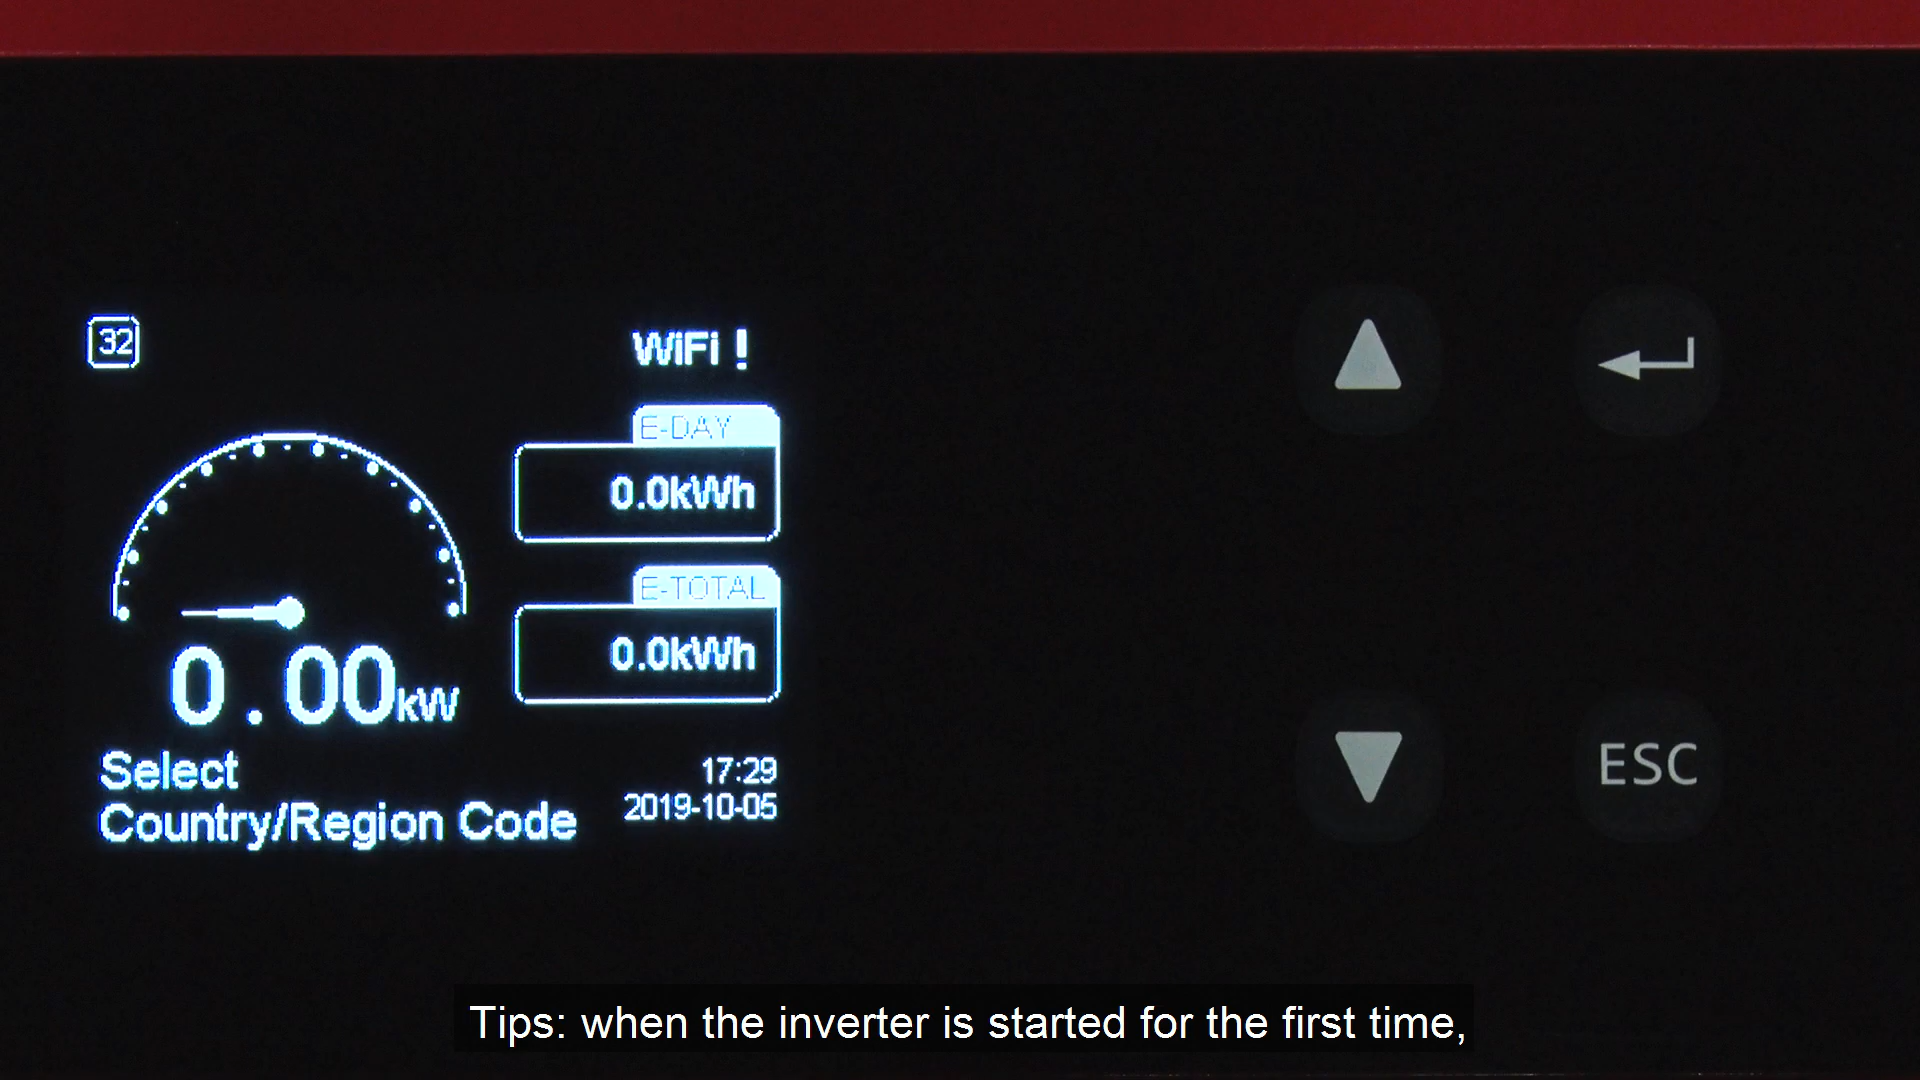 32
WiFi !
E-DAY
0.0kWh
E-TOTAL
0.0kWh
0.00kW
Select
Country/Region Code
17:29
2019-10-05
ESC
Tips: when the inverter is started for the first time,